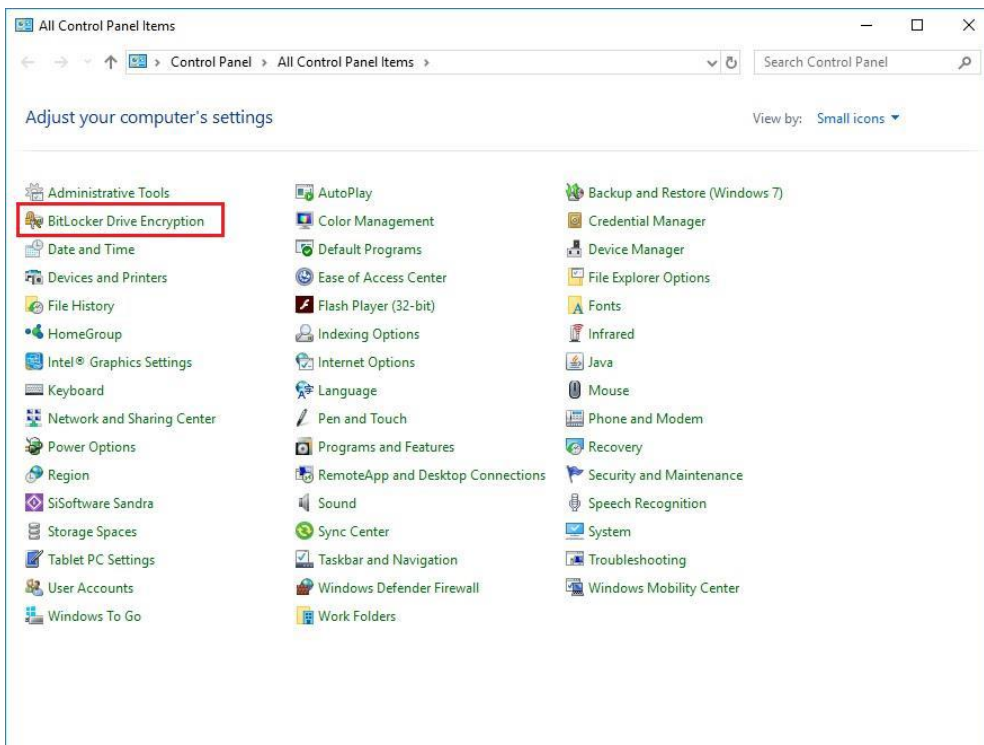 All Control Panel Items
Control Panel > All Control Panel Items >
Search Control Panel
Adjust your computer's settings
View by: Small icons
Administrative Tools
AutoPlay
Backup and Restore (Windows 7)
BitLocker Drive Encryption
Color Management
Credential Manager
Date and Time
Default Programs
Device Manager
Devices and Printers
Ease of Access Center
File Explorer Options
File History
Flash Player (32-bit)
Fonts
HomeGroup
Indexing Options
Infrared
Intel® Graphics Settings
Internet Options
Java
Keyboard
Language
Mouse
Network and Sharing Center
Pen and Touch
Phone and Modem
Power Options
Programs and Features
Recovery
Region
RemoteApp and Desktop Connections
Security and Maintenance
SiSoftware Sandra
Sound
Speech Recognition
Storage Spaces
Sync Center
System
Tablet PC Settings
Taskbar and Navigation
Troubleshooting
User Accounts
Windows Defender Firewall
Windows Mobility Center
Windows To Go
Work Folders